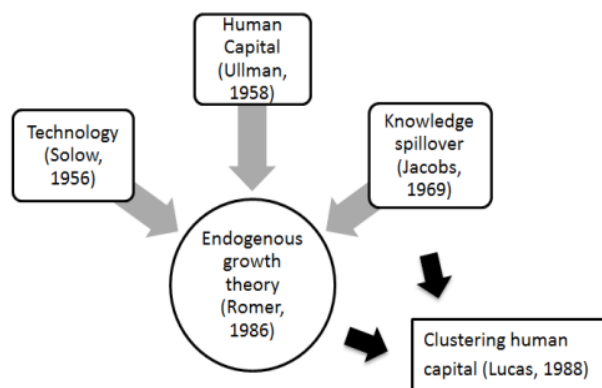 Human
Capital
(Ullman,
1958)
Technology
(Solow,
1956)
Knowledge
spillover
(Jacobs,
1969)
Endogenous
growth
theory
(Romer,
1986)
Clustering human
capital (Lucas, 1988)